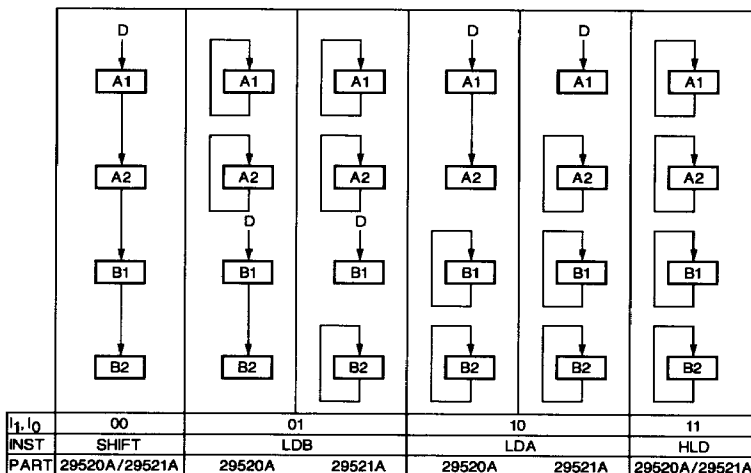 D D D
A1 A1 A1 A1 A1 A1
A2 A2 A2 A2 A2 A2
D D
B1 B1 B1 B1 B1 B1
B2 B2 B2 B2 B2 B2
I1, I0 00 01 10 11
INST SHIFT LDB LDA HLD
PART 29520A/29521A 29520A 29521A 29520A 29521A 29520A/29521A